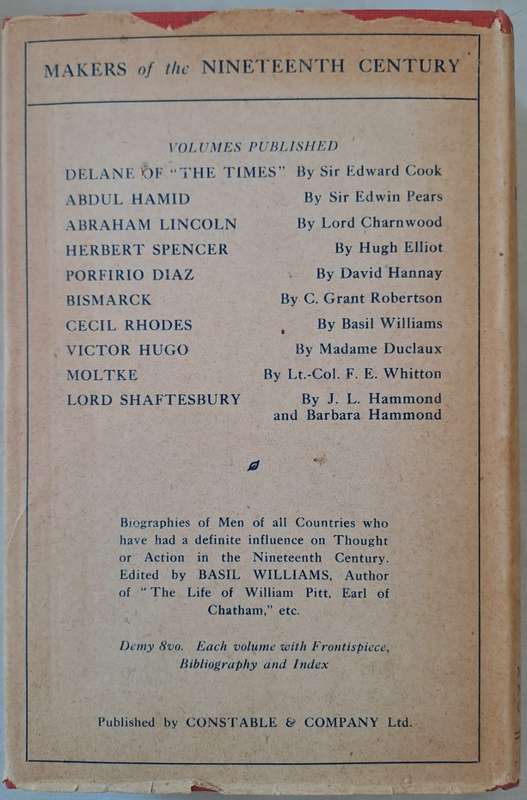 MAKERS of the NINETEENTH CENTURY
VOLUMES PUBLISHED
DELANE OF "THE TIMES" By Sir Edward Cook
ABDUL HAMID By Sir Edwin Pears
ABRAHAM LINCOLN By Lord Charnwood
HERBERT SPENCER By Hugh Elliot
PORFIRIO DIAZ By David Hannay
BISMARCK By C. Grant Robertson
CECIL RHODES By Basil Williams
VICTOR HUGO By Madame Duclaux
MOLTKE By Lt.-Col. F. E. Whitton
LORD SHAFTESBURY By J. L. Hammond
and Barbara Hammond
Biographies of Men of all Countries who
have had a definite influence on Thought
or Action in the Nineteenth Century.
Edited by BASIL WILLIAMS, Author
of "The Life of William Pitt, Earl of
Chatham," etc.
Demy 8vo. Each volume with Frontispiece,
Bibliography and Index
Published by CONSTABLE & COMPANY Ltd.